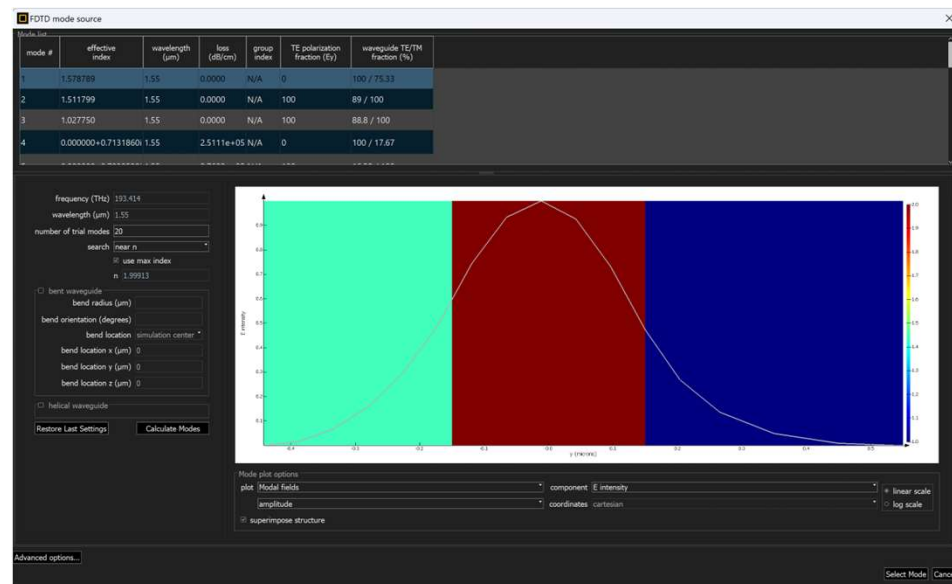 FDTD mode source
Mode list
mode # effective index wavelength (μm) loss (dB/cm) group index TE polarization fraction (Ey) waveguide TE/TM fraction (%)
1 1.578789 1.55 0.0000 N/A 0 100 / 75.33
2 1.511799 1.55 0.0000 N/A 100 89 / 100
3 1.027750 1.55 0.0000 N/A 100 88.8 / 100
4 0.000000+0.7131860i 1.55 2.5111e+05 N/A 0 100 / 17.67
frequency (THz) 193.414
wavelength (μm) 1.55
number of trial modes 20
search near n
use max index
n 1.99913
bent waveguide
bend radius (μm)
bend orientation (degrees)
bend location simulation center
bend location x (μm) 0
bend location y (μm) 0
bend location z (μm) 0
helical waveguide
Restore Last Settings Calculate Modes
E intensity
y (microns)
Mode plot options
plot Modal fields component E intensity
amplitude coordinates cartesian
linear scale
log scale
superimpose structure
Advanced options...
Select Mode Canc